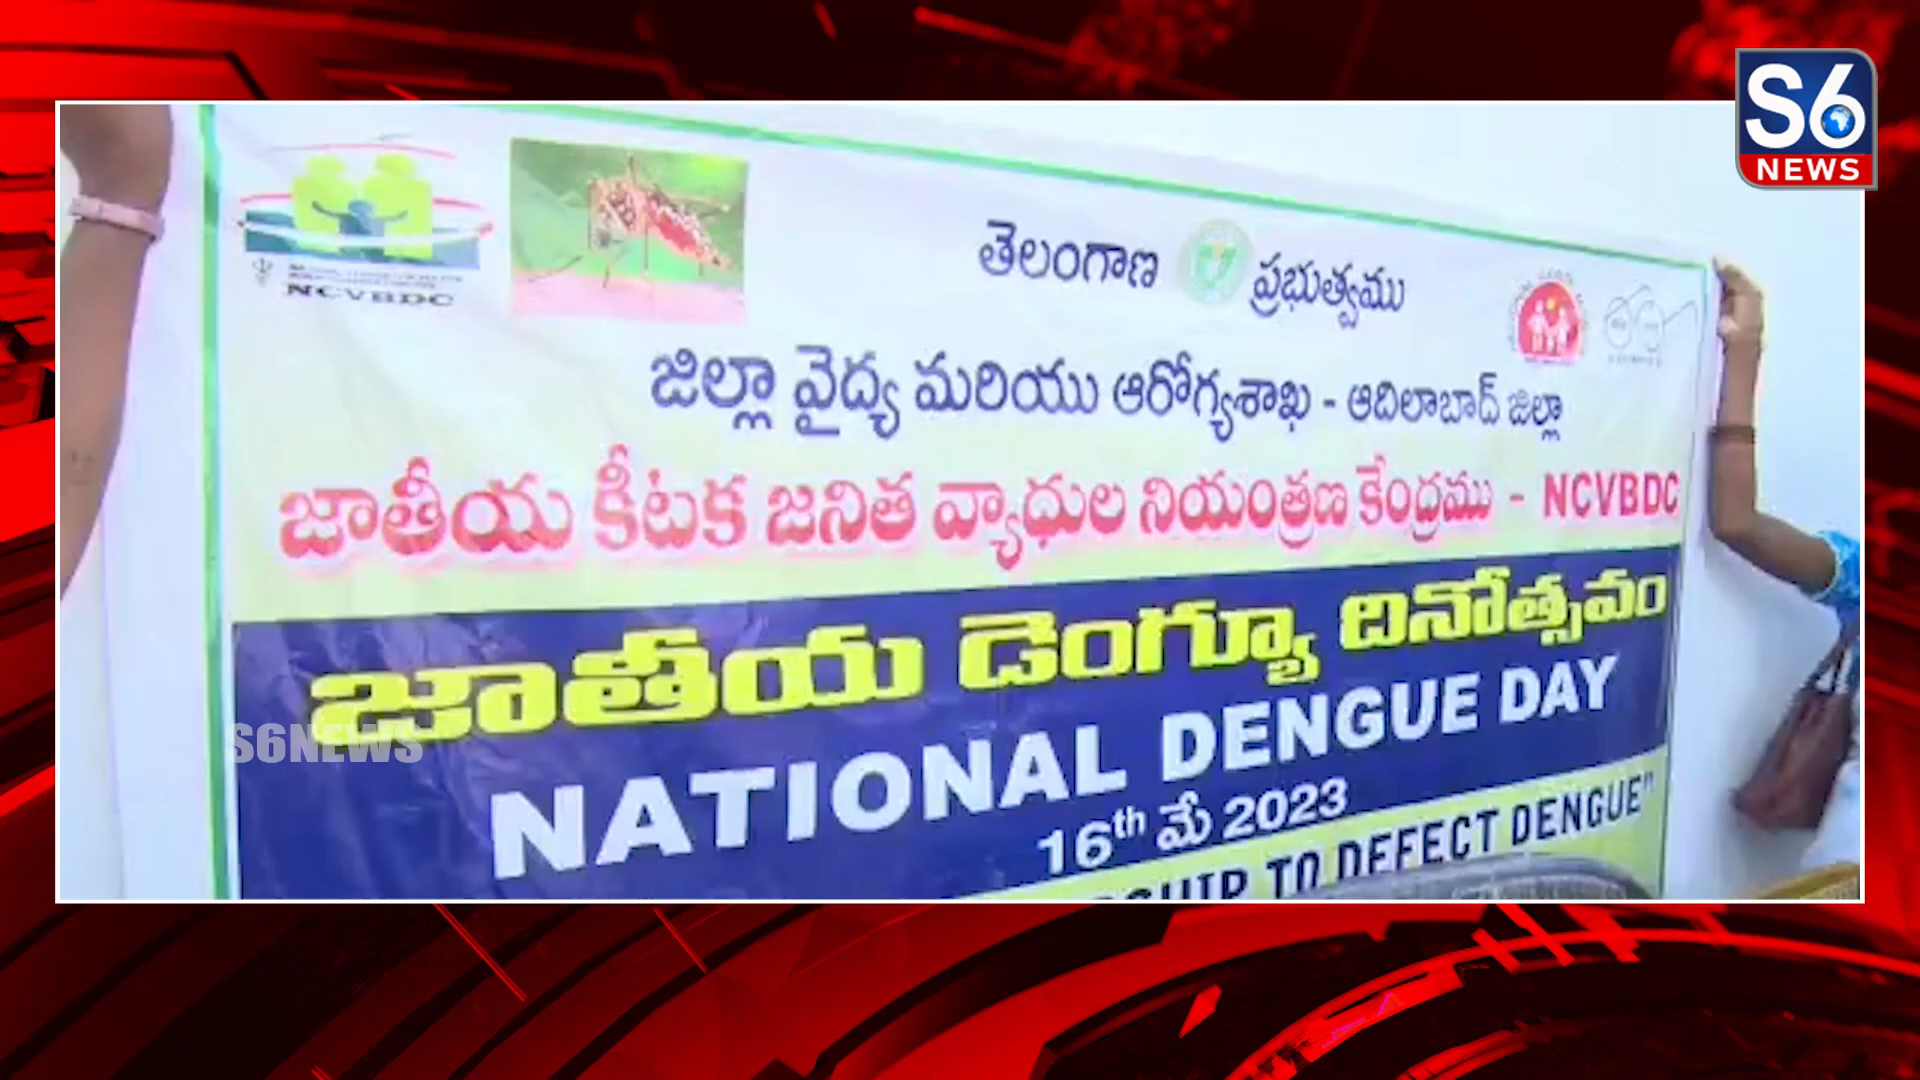 S6
NEWS
NCVBDC
తెలంగాణ ప్రభుత్వము
జిల్లా వైద్య మరియు ఆరోగ్యశాఖ - ఆదిలాబాద్ జిల్లా
జాతీయ కీటక జనిత వ్యాధుల నియంత్రణ కేంద్రము - NCVBDC
జాతీయ డెంగ్యూ దినోత్సవం
S6NEWS
NATIONAL DENGUE DAY
16th మే 2023
TO DEFECT DENGUE"